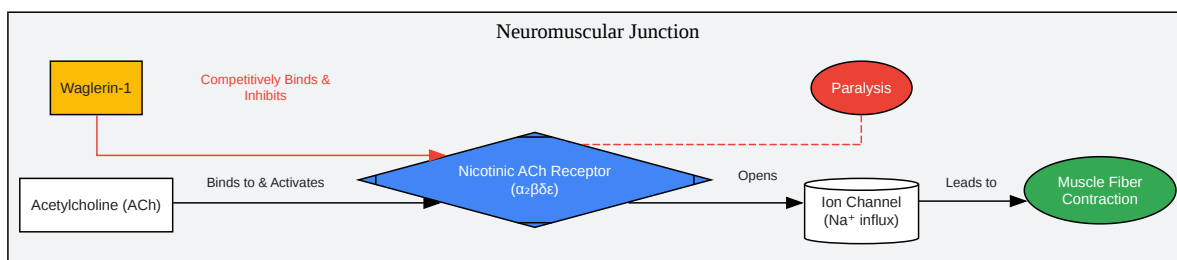 Neuromuscular Junction
Waglerin-1
Competitively Binds &
Inhibits
Paralysis
Nicotinic ACh Receptor
(α₂βδε)
Acetylcholine (ACh)
Binds to & Activates
Opens
Ion Channel
(Na⁺ influx)
Leads to
Muscle Fiber
Contraction